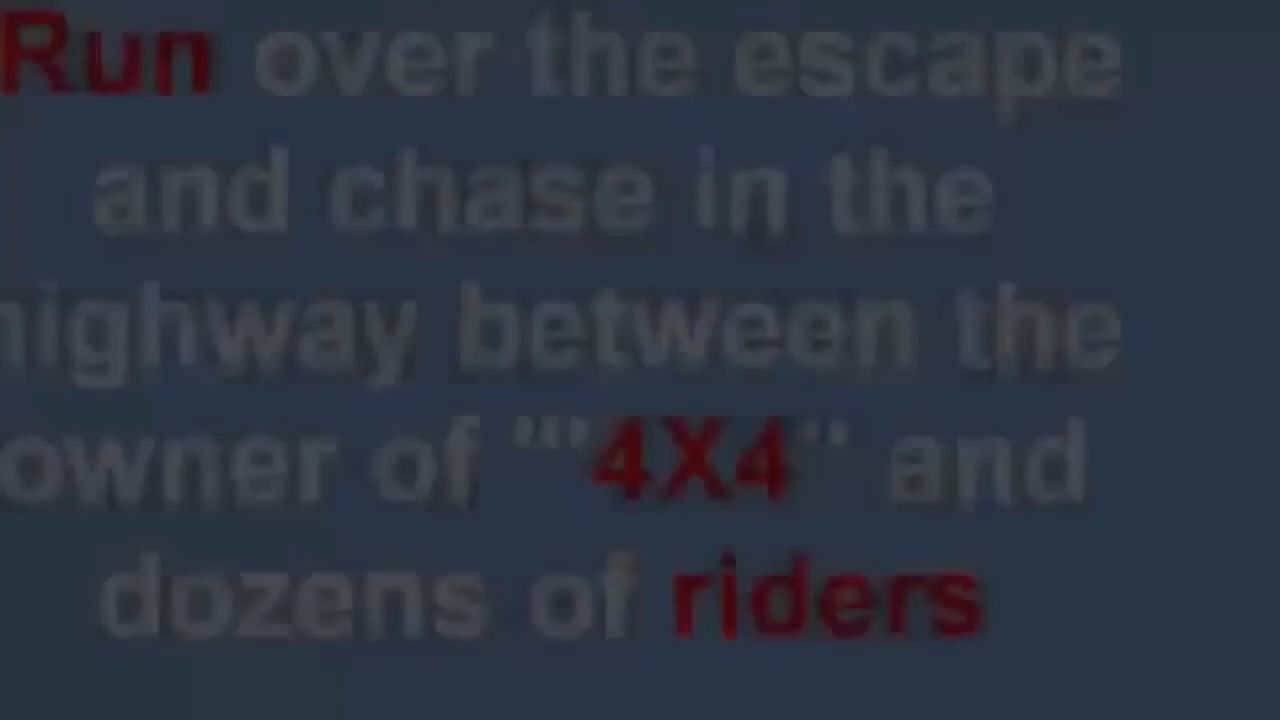 Run over the escape
and chase in the
highway between the
owner of "'4X4" and
dozens of riders